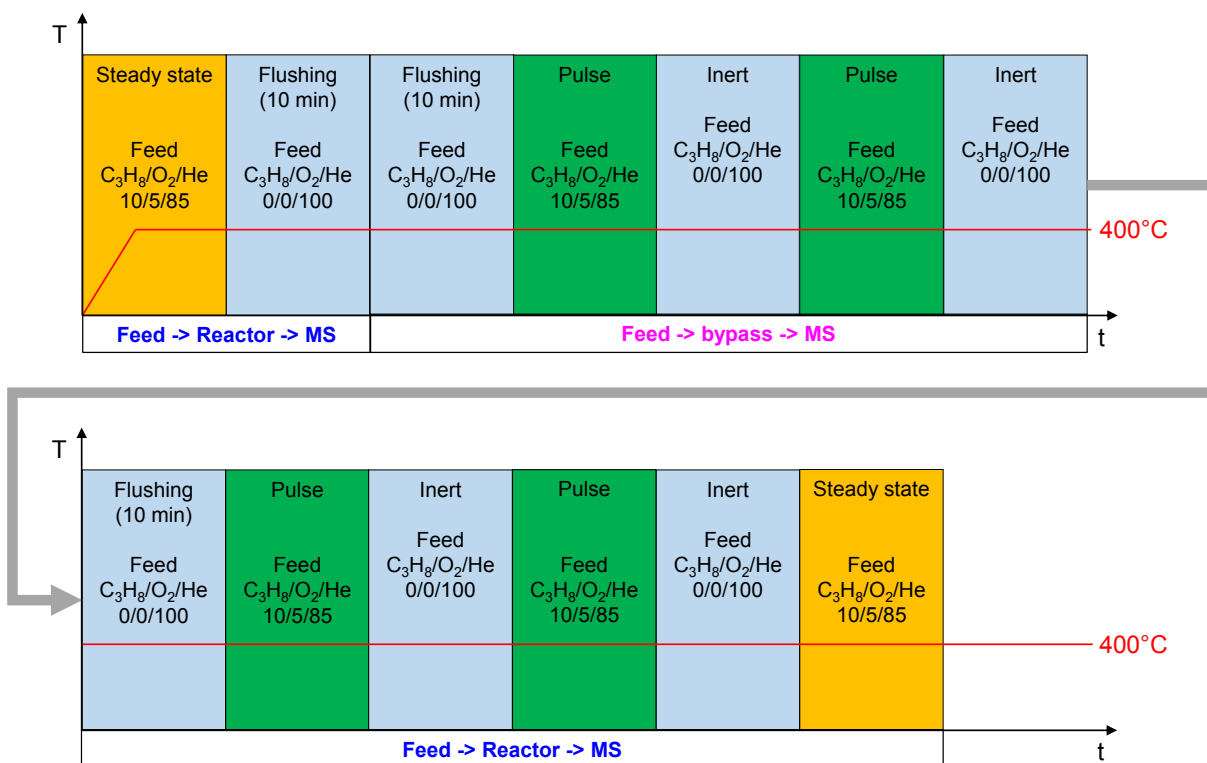 T
Steady state
Feed
C₃H₈/O₂/He
10/5/85
Flushing
(10 min)
Feed
C₃H₈/O₂/He
0/0/100
Flushing
(10 min)
Feed
C₃H₈/O₂/He
0/0/100
Pulse
Feed
C₃H₈/O₂/He
10/5/85
Inert
Feed
C₃H₈/O₂/He
0/0/100
Pulse
Feed
C₃H₈/O₂/He
10/5/85
Inert
Feed
C₃H₈/O₂/He
0/0/100
400°C
Feed -> Reactor -> MS
Feed -> bypass -> MS
t
T
Flushing
(10 min)
Feed
C₃H₈/O₂/He
0/0/100
Pulse
Feed
C₃H₈/O₂/He
10/5/85
Inert
Feed
C₃H₈/O₂/He
0/0/100
Pulse
Feed
C₃H₈/O₂/He
10/5/85
Inert
Feed
C₃H₈/O₂/He
0/0/100
Steady state
Feed
C₃H₈/O₂/He
10/5/85
400°C
Feed -> Reactor -> MS
t